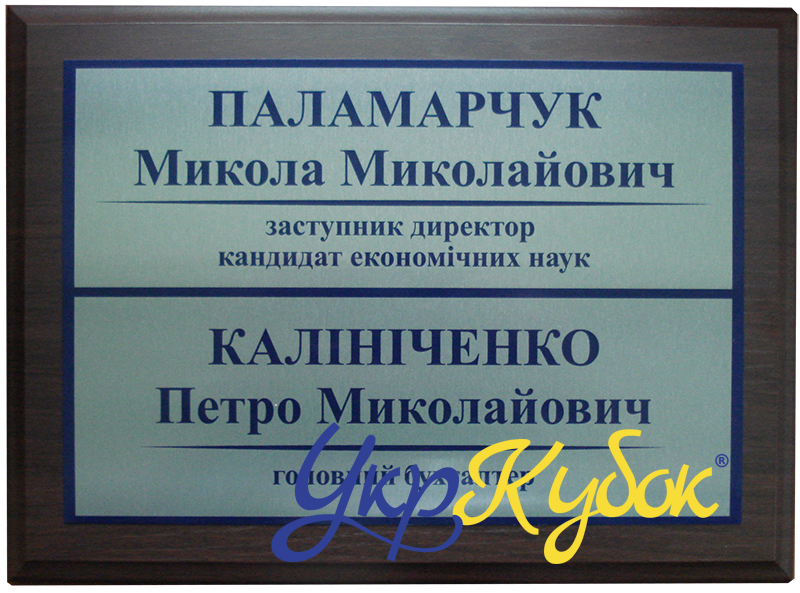 ПАЛАМАРЧУК
Микола Миколайович
заступник директор
кандидат економічних наук
КАЛІНІЧЕНКО
Петро Миколайович
головний бухгалтер
УкрКубок®